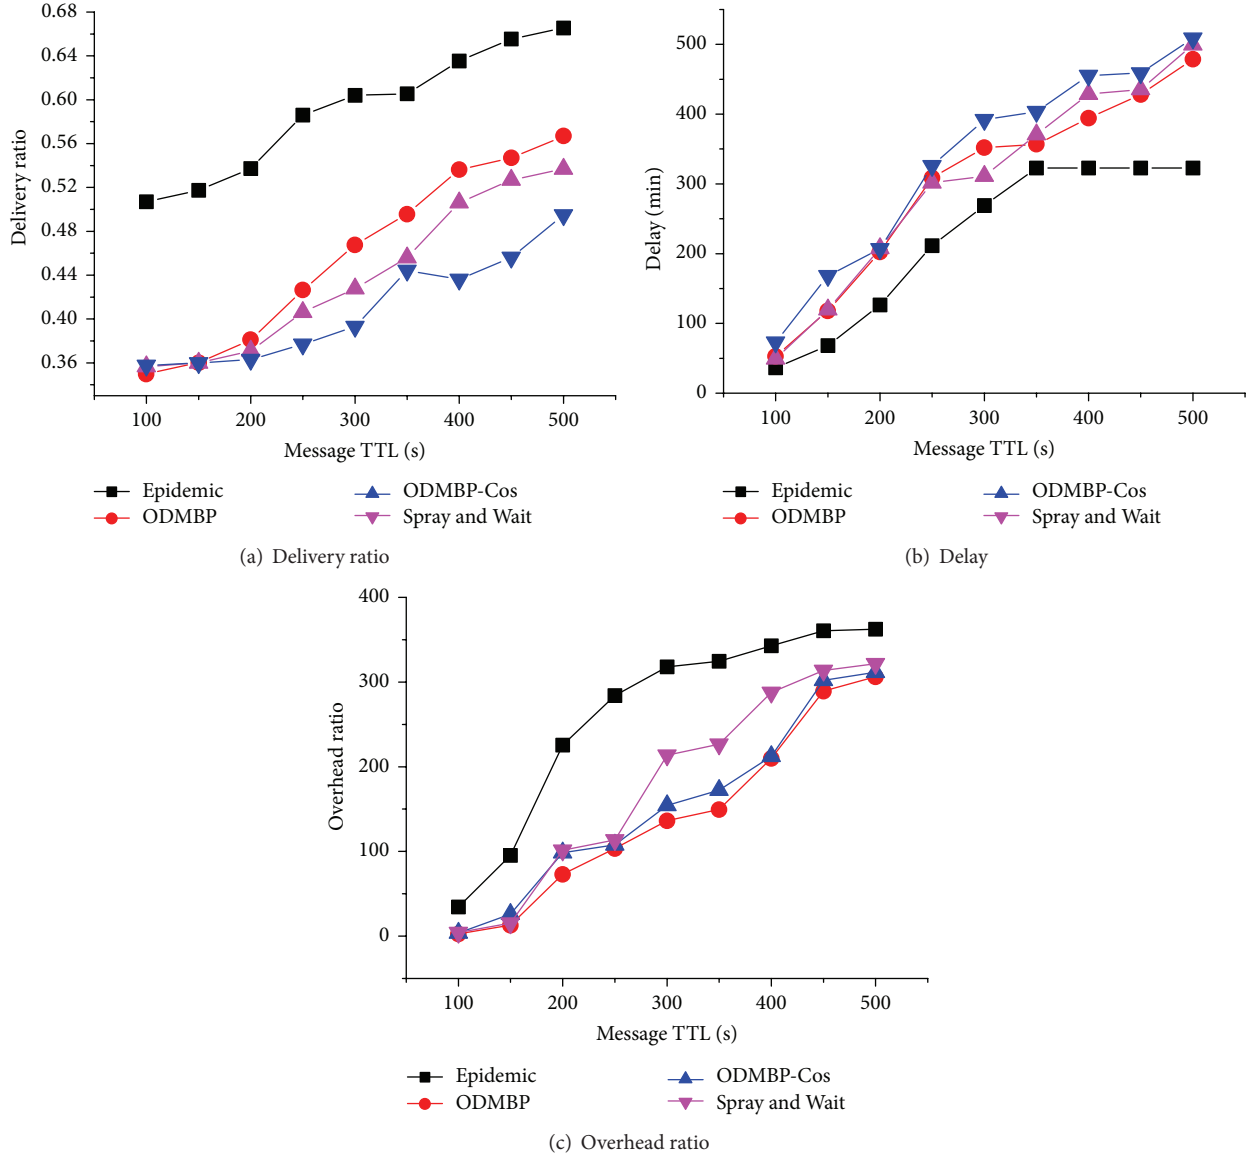 0.68
0.64
0.60
0.56
0.52
0.48
0.44
0.40
0.36
Delivery ratio
100 200 300 400 500
Message TTL (s)
Epidemic
ODMBP
ODMBP-Cos
Spray and Wait
(a) Delivery ratio
500
400
300
200
100
0
Delay (min)
100 200 300 400 500
Message TTL (s)
Epidemic
ODMBP
ODMBP-Cos
Spray and Wait
(b) Delay
400
300
200
100
0
Overhead ratio
100 200 300 400 500
Message TTL (s)
Epidemic
ODMBP
ODMBP-Cos
Spray and Wait
(c) Overhead ratio